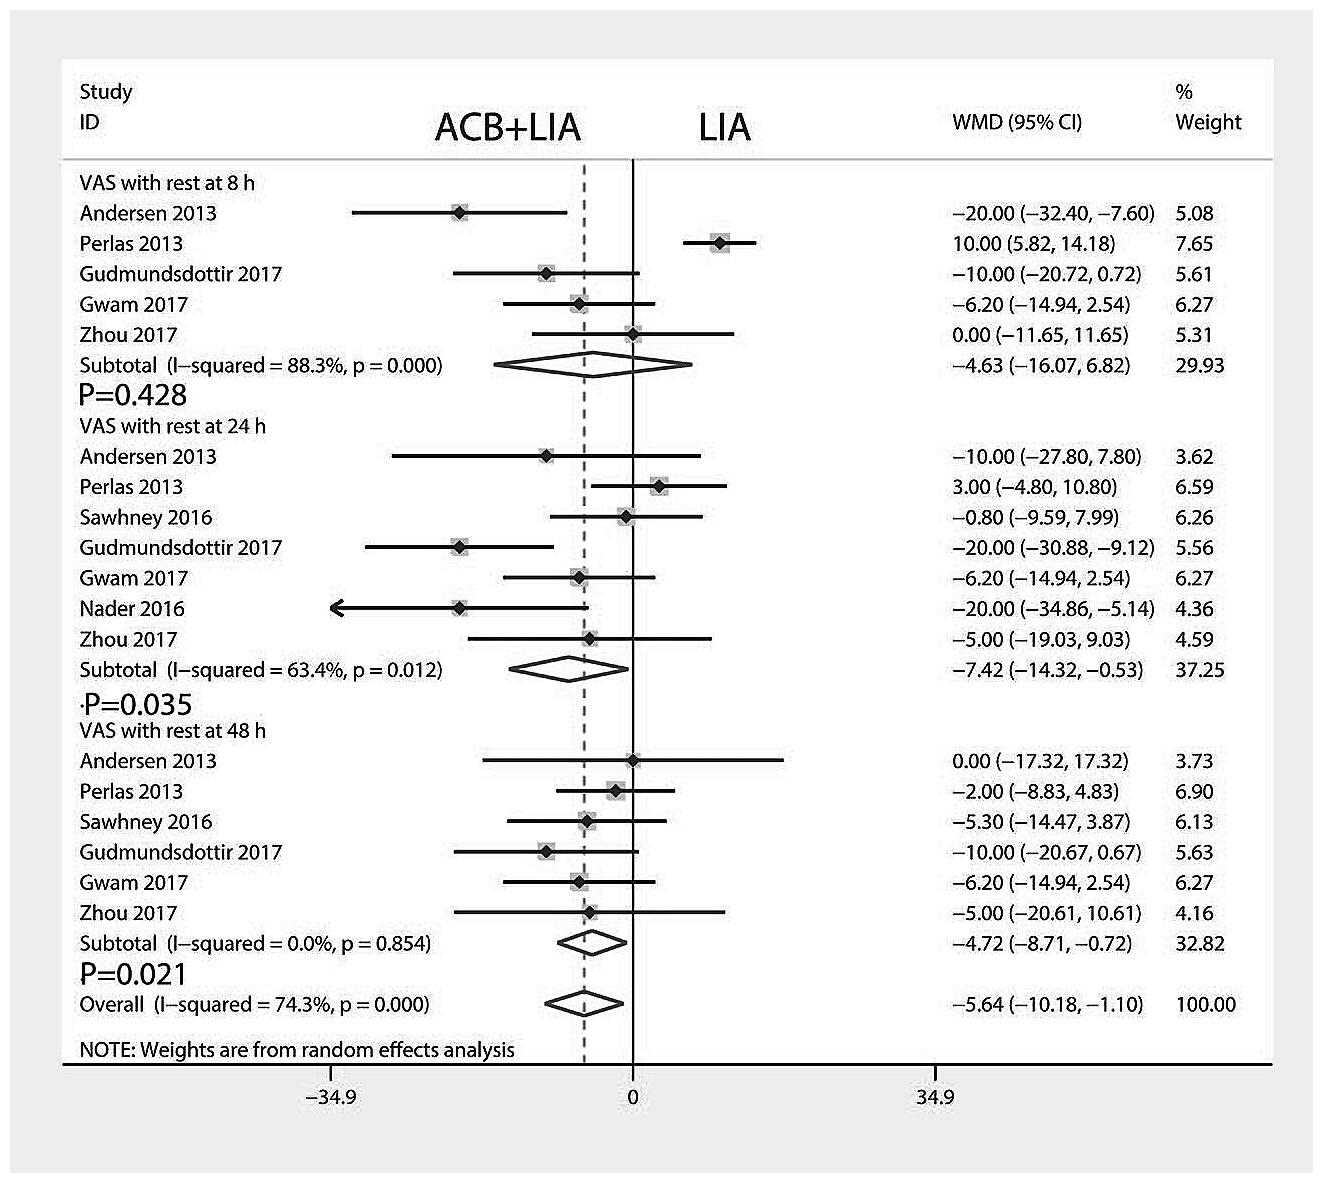 Study %
ID ACB+LIA LIA WMD (95% CI) Weight
VAS with rest at 8 h
Andersen 2013 −20.00 (−32.40, −7.60) 5.08
Perlas 2013 10.00 (5.82, 14.18) 7.65
Gudmundsdottir 2017 −10.00 (−20.72, 0.72) 5.61
Gwam 2017 −6.20 (−14.94, 2.54) 6.27
Zhou 2017 0.00 (−11.65, 11.65) 5.31
Subtotal (I−squared = 88.3%, p = 0.000) −4.63 (−16.07, 6.82) 29.93
P=0.428
VAS with rest at 24 h
Andersen 2013 −10.00 (−27.80, 7.80) 3.62
Perlas 2013 3.00 (−4.80, 10.80) 6.59
Sawhney 2016 −0.80 (−9.59, 7.99) 6.26
Gudmundsdottir 2017 −20.00 (−30.88, −9.12) 5.56
Gwam 2017 −6.20 (−14.94, 2.54) 6.27
Nader 2016 −20.00 (−34.86, −5.14) 4.36
Zhou 2017 −5.00 (−19.03, 9.03) 4.59
Subtotal (I−squared = 63.4%, p = 0.012) −7.42 (−14.32, −0.53) 37.25
P=0.035
VAS with rest at 48 h
Andersen 2013 0.00 (−17.32, 17.32) 3.73
Perlas 2013 −2.00 (−8.83, 4.83) 6.90
Sawhney 2016 −5.30 (−14.47, 3.87) 6.13
Gudmundsdottir 2017 −10.00 (−20.67, 0.67) 5.63
Gwam 2017 −6.20 (−14.94, 2.54) 6.27
Zhou 2017 −5.00 (−20.61, 10.61) 4.16
Subtotal (I−squared = 0.0%, p = 0.854) −4.72 (−8.71, −0.72) 32.82
P=0.021
Overall (I−squared = 74.3%, p = 0.000) −5.64 (−10.18, −1.10) 100.00
NOTE: Weights are from random effects analysis
−34.9 0 34.9